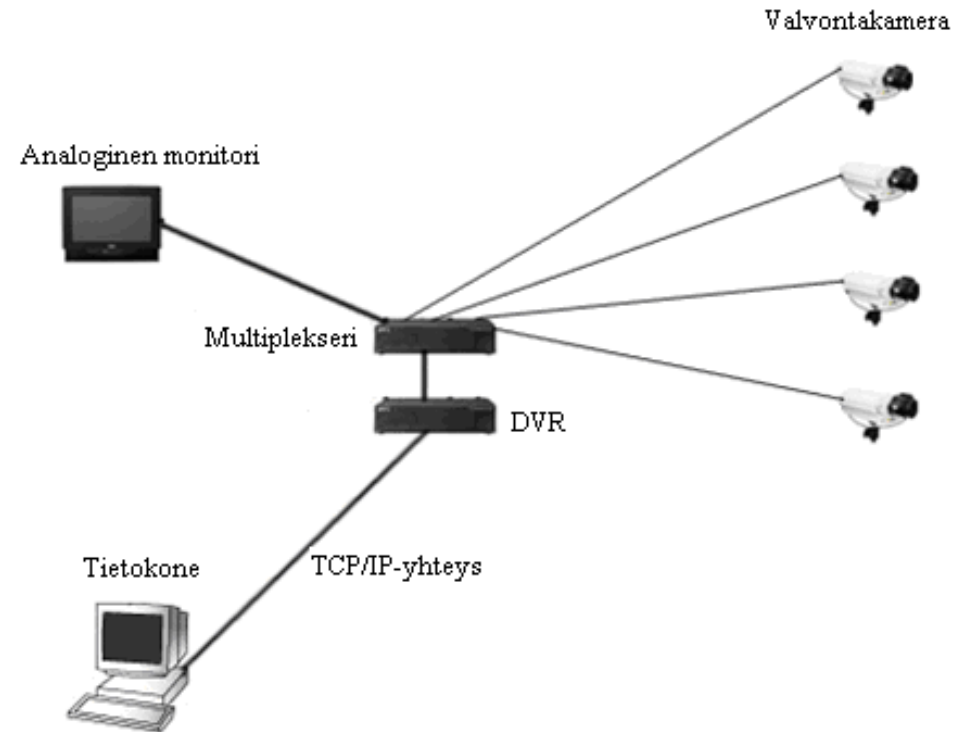 Valvontakamera
Analoginen monitori
Multiplekseri
DVR
TCP/IP-yhteys
Tietokone